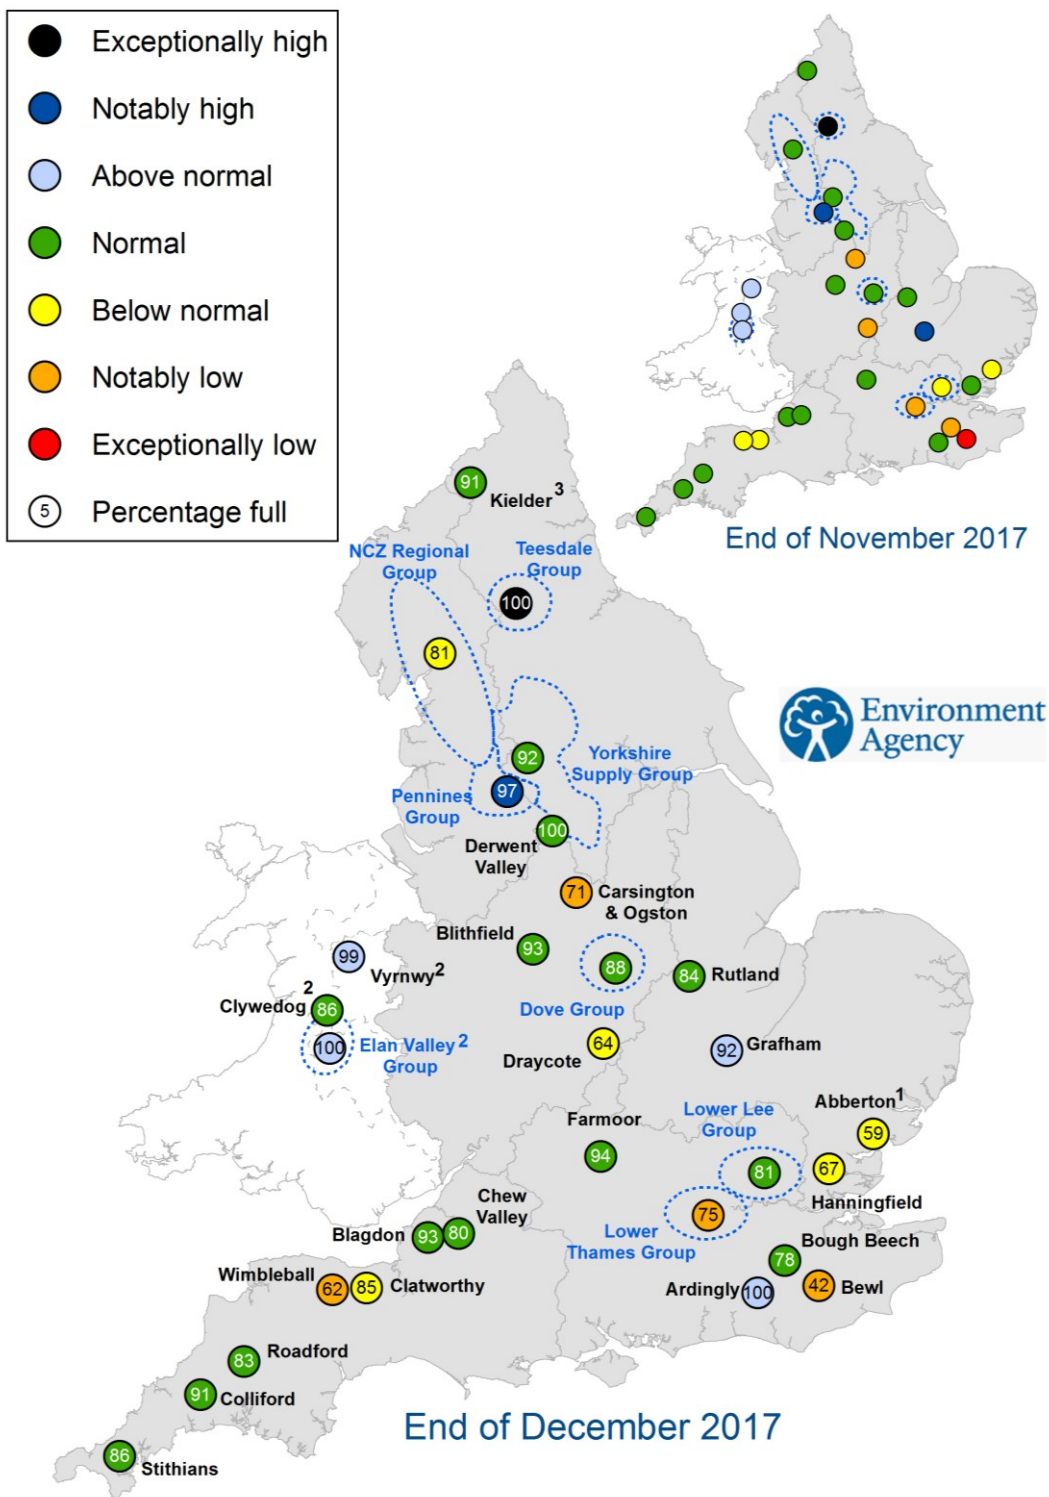 Exceptionally high
Notably high
Above normal
Normal
Below normal
Notably low
Exceptionally low
5 Percentage full
End of November 2017
91
Kielder3
NCZ Regional
Group
Teesdale
Group
100
81
Environment
Agency
92
Yorkshire
Supply Group
97
Pennines
Group
100
Derwent
Valley
71
Carsington
& Ogston
Blithfield
93
88
Dove Group
84
Rutland
99
Vyrnwy2
Clywedog2
86
100
Elan Valley2
Group
64
Draycote
92
Grafham
Abberton1
59
Farmoor
94
Lower Lee
Group
81
67
Hanningfield
75
Lower
Thames Group
Chew
Valley
Blagdon
93
80
Bough Beech
78
Ardingly
100
42
Bewl
Wimbleball
62
85
Clatworthy
83
Roadford
91
Colliford
86
Stithians
End of December 2017